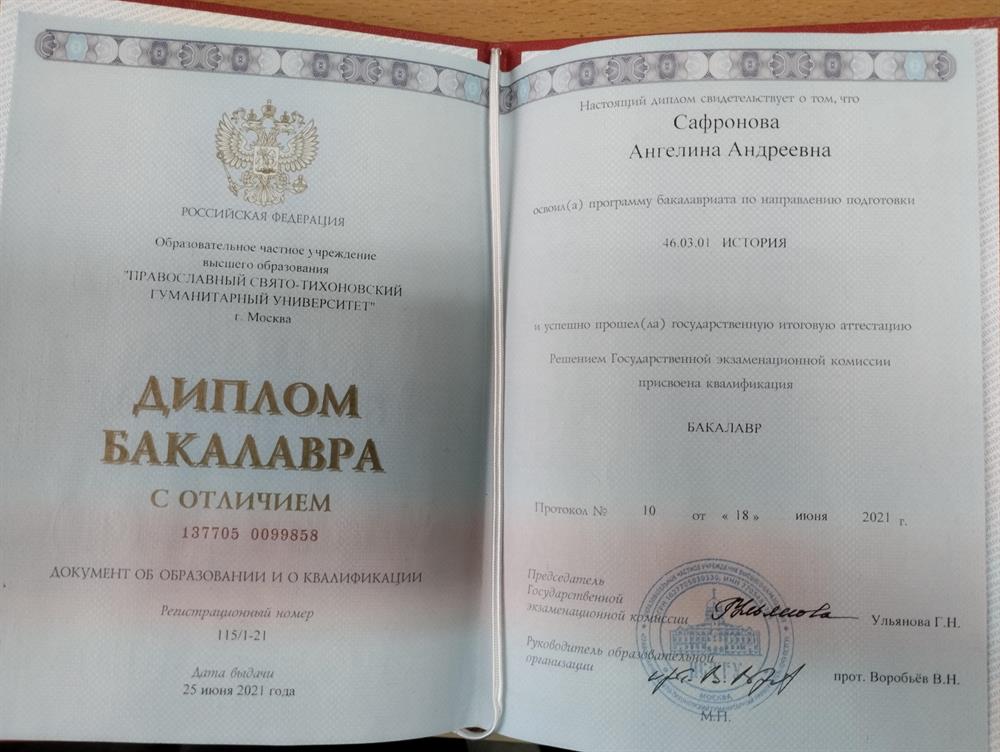 РОССИЙСКАЯ ФЕДЕРАЦИЯ
Образовательное частное учреждение
высшего образования
"ПРАВОСЛАВНЫЙ СВЯТО-ТИХОНОВСКИЙ
ГУМАНИТАРНЫЙ УНИВЕРСИТЕТ"
г. Москва
ДИПЛОМ
БАКАЛАВРА
С ОТЛИЧИЕМ
137705 0099858
ДОКУМЕНТ ОБ ОБРАЗОВАНИИ И О КВАЛИФИКАЦИИ
Регистрационный номер
115/1-21
Дата выдачи
25 июня 2021 года
Настоящий диплом свидетельствует о том, что
Сафронова
Ангелина Андреевна
освоил(а) программу бакалавриата по направлению подготовки
46.03.01 ИСТОРИЯ
и успешно прошел(ла) государственную итоговую аттестацию
Решением Государственной экзаменационной комиссии
присвоена квалификация
БАКАЛАВР
Протокол № 10 от « 18 » июня 2021 г.
Председатель
Государственной
экзаменационной комиссии Ульянова Г.Н.
Руководитель образовательной
организации прот. Воробьёв В.Н.
МОСКВА
М.П.